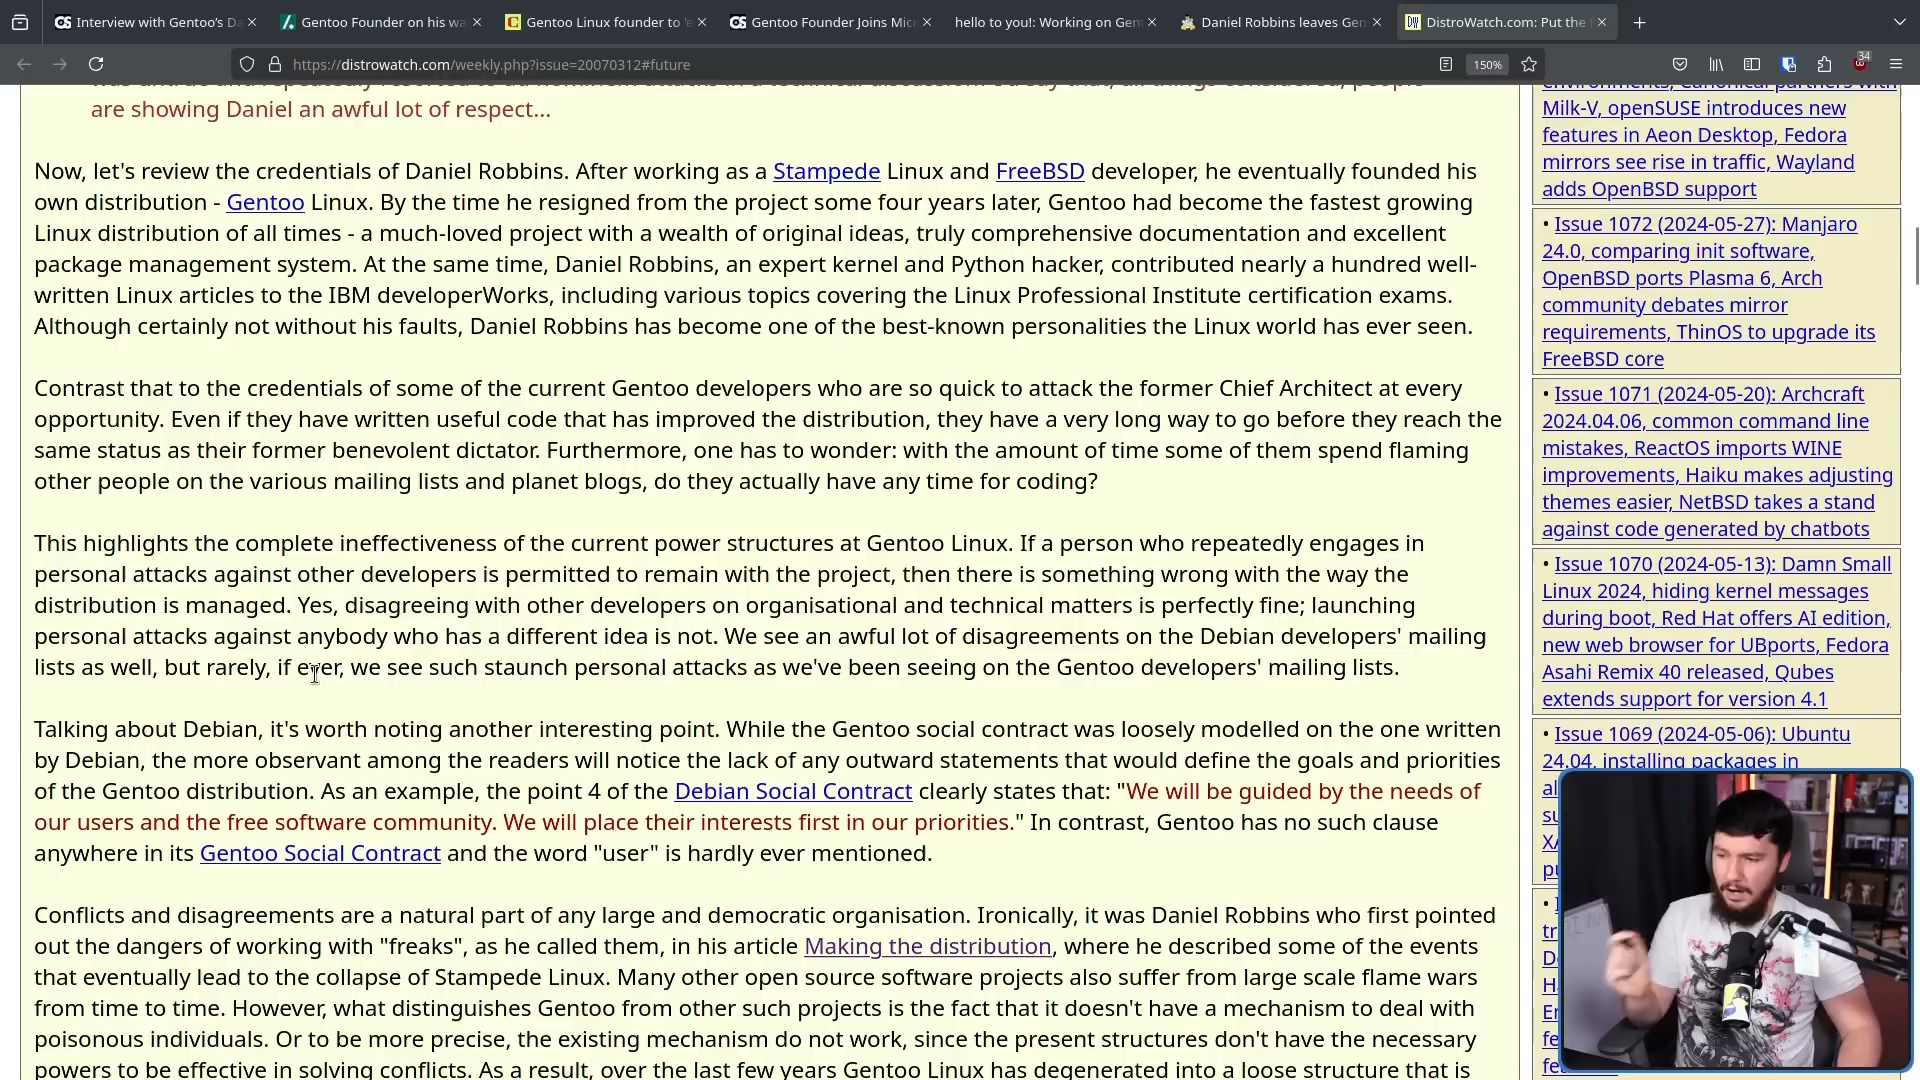 Interview with Gentoo's Da
Gentoo Founder on his wa
Gentoo Linux founder to 'e
Gentoo Founder Joins Mic
hello to you!: Working on Gen
Daniel Robbins leaves Gen
DistroWatch.com: Put the
https://distrowatch.com/weekly.php?issue=20070312#future
150%
34
are showing Daniel an awful lot of respect...
Now, let's review the credentials of Daniel Robbins. After working as a Stampede Linux and FreeBSD developer, he eventually founded his
own distribution - Gentoo Linux. By the time he resigned from the project some four years later, Gentoo had become the fastest growing
Linux distribution of all times - a much-loved project with a wealth of original ideas, truly comprehensive documentation and excellent
package management system. At the same time, Daniel Robbins, an expert kernel and Python hacker, contributed nearly a hundred well-
written Linux articles to the IBM developerWorks, including various topics covering the Linux Professional Institute certification exams.
Although certainly not without his faults, Daniel Robbins has become one of the best-known personalities the Linux world has ever seen.
Contrast that to the credentials of some of the current Gentoo developers who are so quick to attack the former Chief Architect at every
opportunity. Even if they have written useful code that has improved the distribution, they have a very long way to go before they reach the
same status as their former benevolent dictator. Furthermore, one has to wonder: with the amount of time some of them spend flaming
other people on the various mailing lists and planet blogs, do they actually have any time for coding?
This highlights the complete ineffectiveness of the current power structures at Gentoo Linux. If a person who repeatedly engages in
personal attacks against other developers is permitted to remain with the project, then there is something wrong with the way the
distribution is managed. Yes, disagreeing with other developers on organisational and technical matters is perfectly fine; launching
personal attacks against anybody who has a different idea is not. We see an awful lot of disagreements on the Debian developers' mailing
lists as well, but rarely, if ever, we see such staunch personal attacks as we've been seeing on the Gentoo developers' mailing lists.
Talking about Debian, it's worth noting another interesting point. While the Gentoo social contract was loosely modelled on the one written
by Debian, the more observant among the readers will notice the lack of any outward statements that would define the goals and priorities
of the Gentoo distribution. As an example, the point 4 of the Debian Social Contract clearly states that: "We will be guided by the needs of
our users and the free software community. We will place their interests first in our priorities." In contrast, Gentoo has no such clause
anywhere in its Gentoo Social Contract and the word "user" is hardly ever mentioned.
Conflicts and disagreements are a natural part of any large and democratic organisation. Ironically, it was Daniel Robbins who first pointed
out the dangers of working with "freaks", as he called them, in his article Making the distribution, where he described some of the events
that eventually lead to the collapse of Stampede Linux. Many other open source software projects also suffer from large scale flame wars
from time to time. However, what distinguishes Gentoo from other such projects is the fact that it doesn't have a mechanism to deal with
poisonous individuals. Or to be more precise, the existing mechanism do not work, since the present structures don't have the necessary
powers to be effective in solving conflicts. As a result, over the last few years Gentoo Linux has degenerated into a loose structure that is
environments, Canonical partners with
Milk-V, openSUSE introduces new
features in Aeon Desktop, Fedora
mirrors see rise in traffic, Wayland
adds OpenBSD support
• Issue 1072 (2024-05-27): Manjaro
24.0, comparing init software,
OpenBSD ports Plasma 6, Arch
community debates mirror
requirements, ThinOS to upgrade its
FreeBSD core
• Issue 1071 (2024-05-20): Archcraft
2024.04.06, common command line
mistakes, ReactOS imports WINE
improvements, Haiku makes adjusting
themes easier, NetBSD takes a stand
against code generated by chatbots
• Issue 1070 (2024-05-13): Damn Small
Linux 2024, hiding kernel messages
during boot, Red Hat offers AI edition,
new web browser for UBports, Fedora
Asahi Remix 40 released, Qubes
extends support for version 4.1
• Issue 1069 (2024-05-06): Ubuntu
24.04, installing packages in